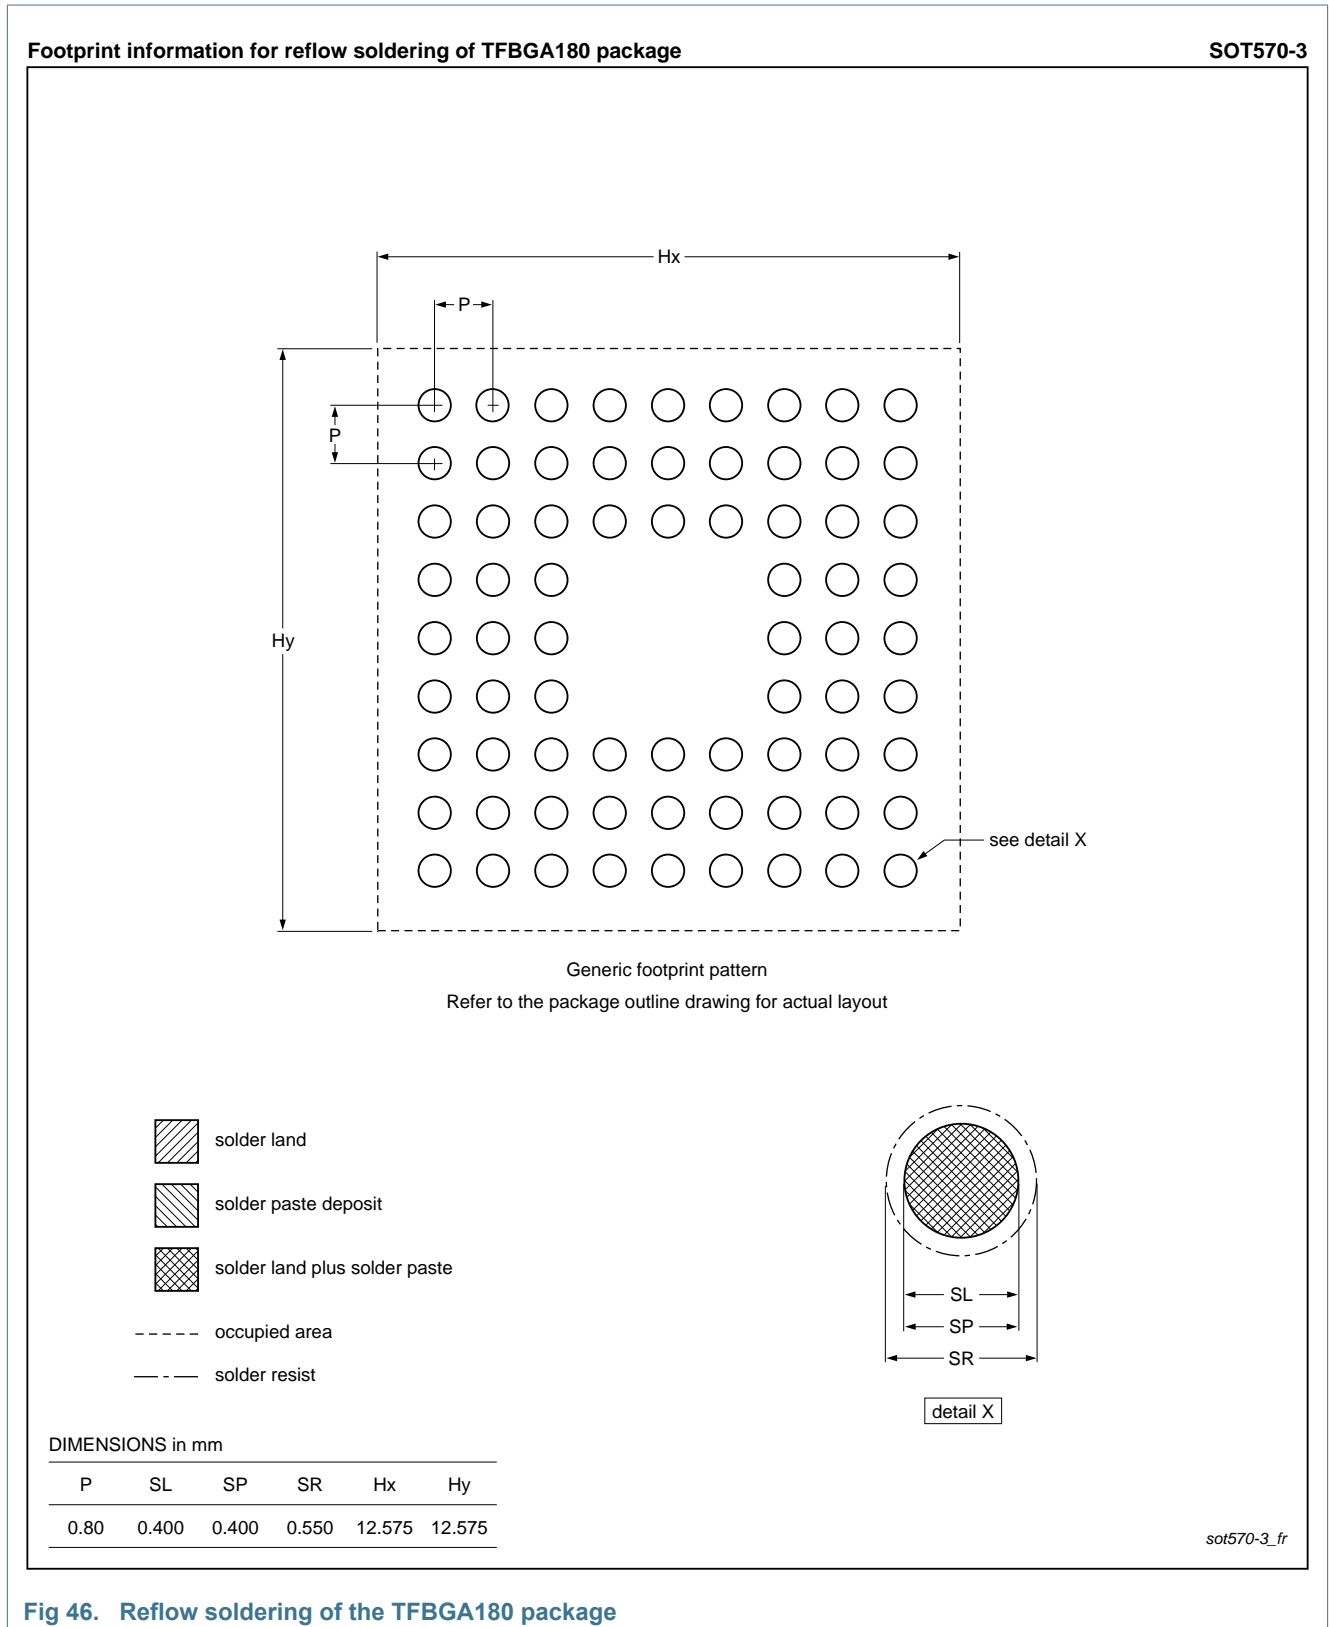 Footprint information for reflow soldering of TFBGA180 package SOT570-3
Hx
P
P
Hy
see detail X
Generic footprint pattern
Refer to the package outline drawing for actual layout
solder land
solder paste deposit
solder land plus solder paste
occupied area
solder resist
SL
SP
SR
detail X
DIMENSIONS in mm
P SL SP SR Hx Hy
0.80 0.400 0.400 0.550 12.575 12.575
sot570-3_fr
Fig 46. Reflow soldering of the TFBGA180 package